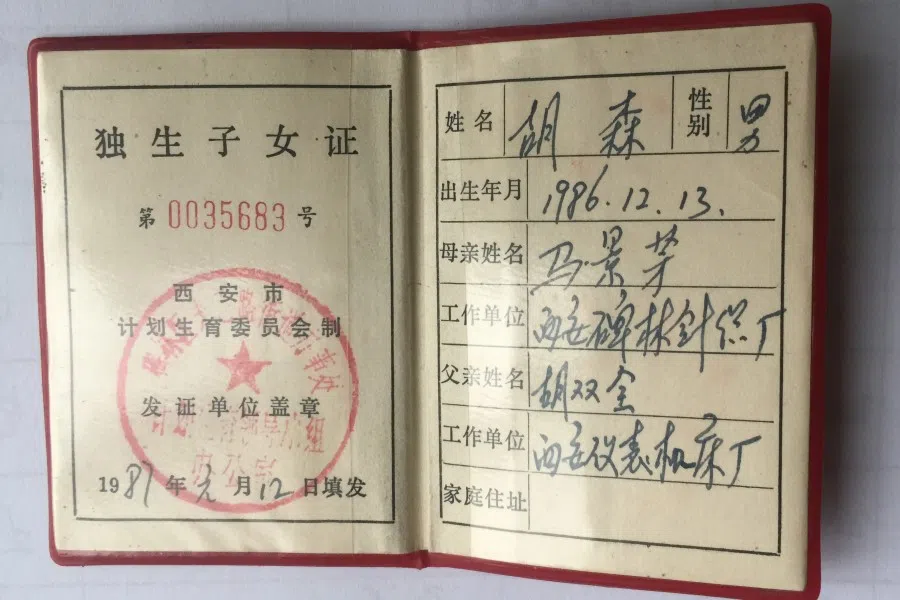 独生子女证
第0035683号
西安市
计划生育委员会制
发证单位盖章
1987年元月12日填发
姓名 胡森 性别 男
出生年月 1986.12.13.
母亲姓名 马景芳
工作单位 西安碑林针织厂
父亲姓名 胡双全
工作单位 西安仪表机床厂
家庭住址